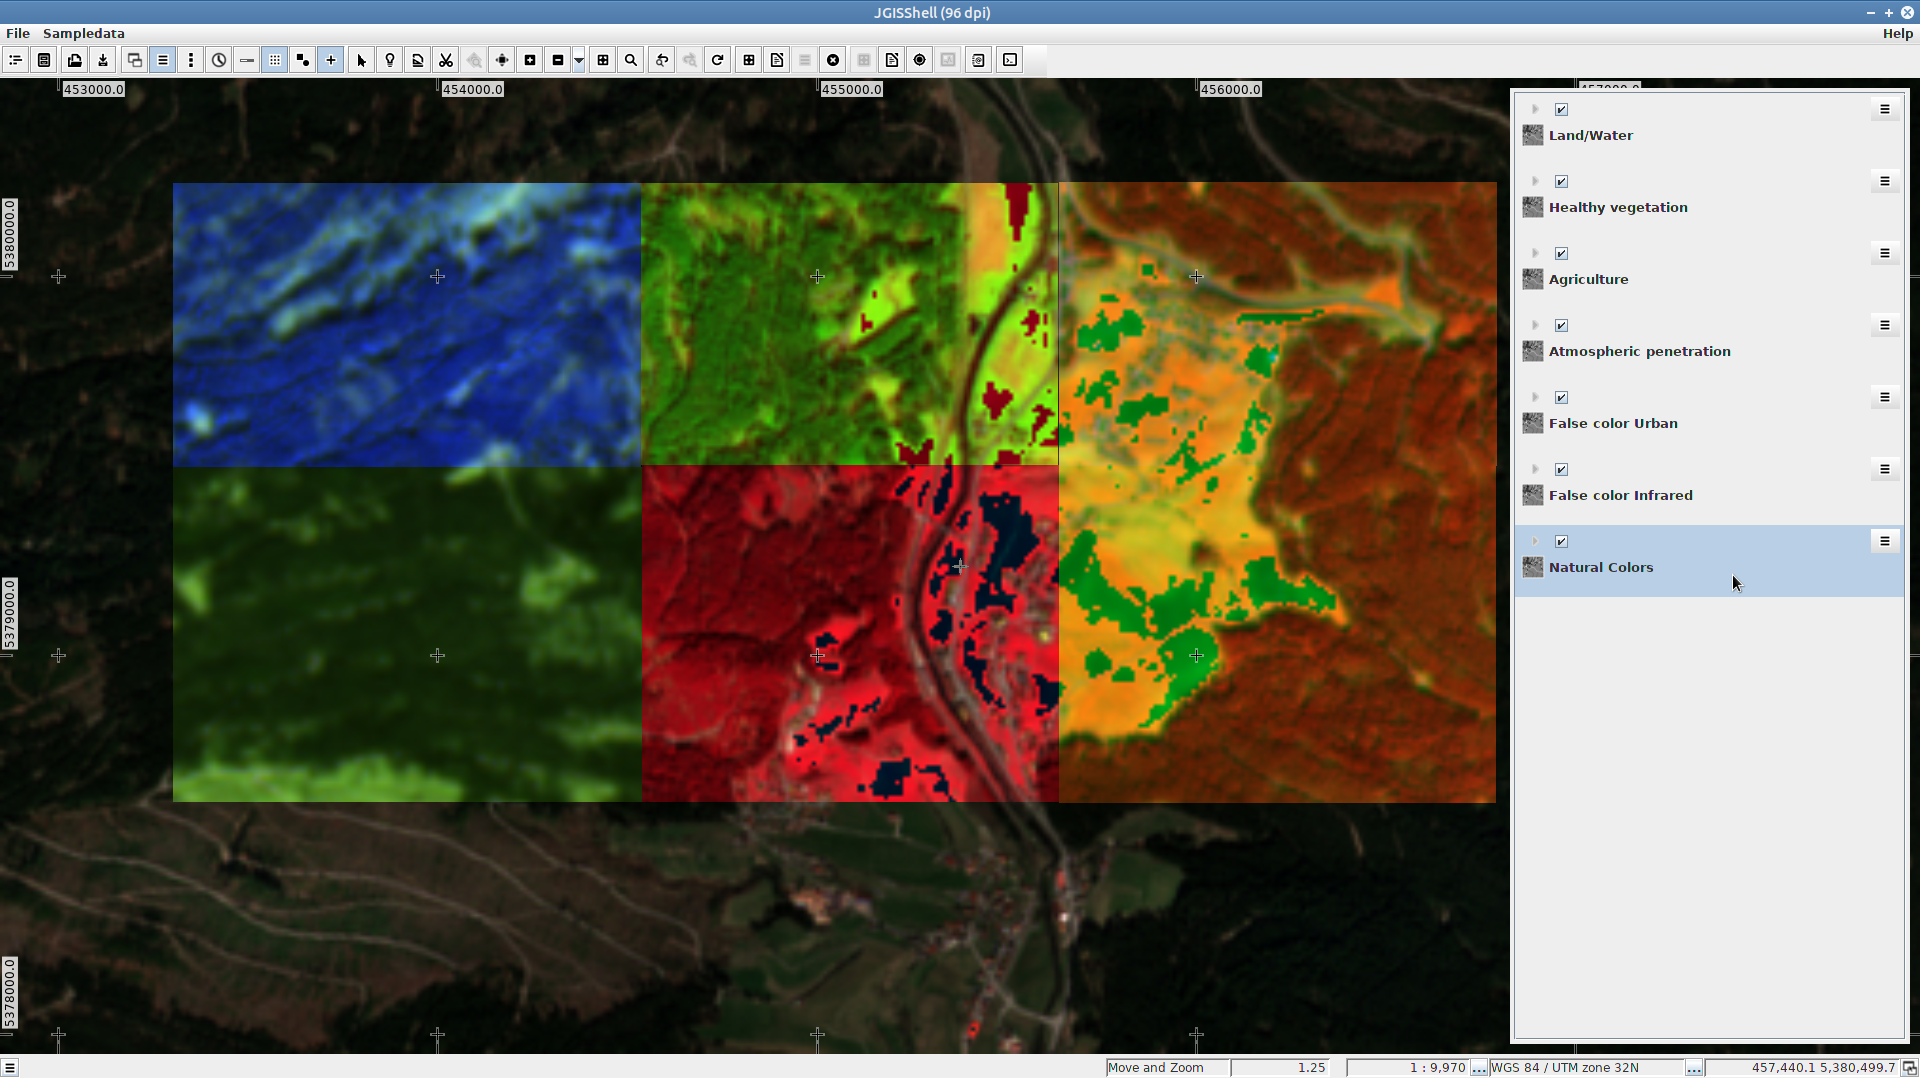 JGISShell (96 dpi)
File Sampledata Help
453000.0 454000.0 455000.0 456000.0
5380000.0
5379000.0
5378000.0
Land/Water
Healthy vegetation
Agriculture
Atmospheric penetration
False color Urban
False color Infrared
Natural Colors
Move and Zoom 1.25 1 : 9,970 ... WGS 84 / UTM zone 32N ... 457,440.1 5,380,499.7